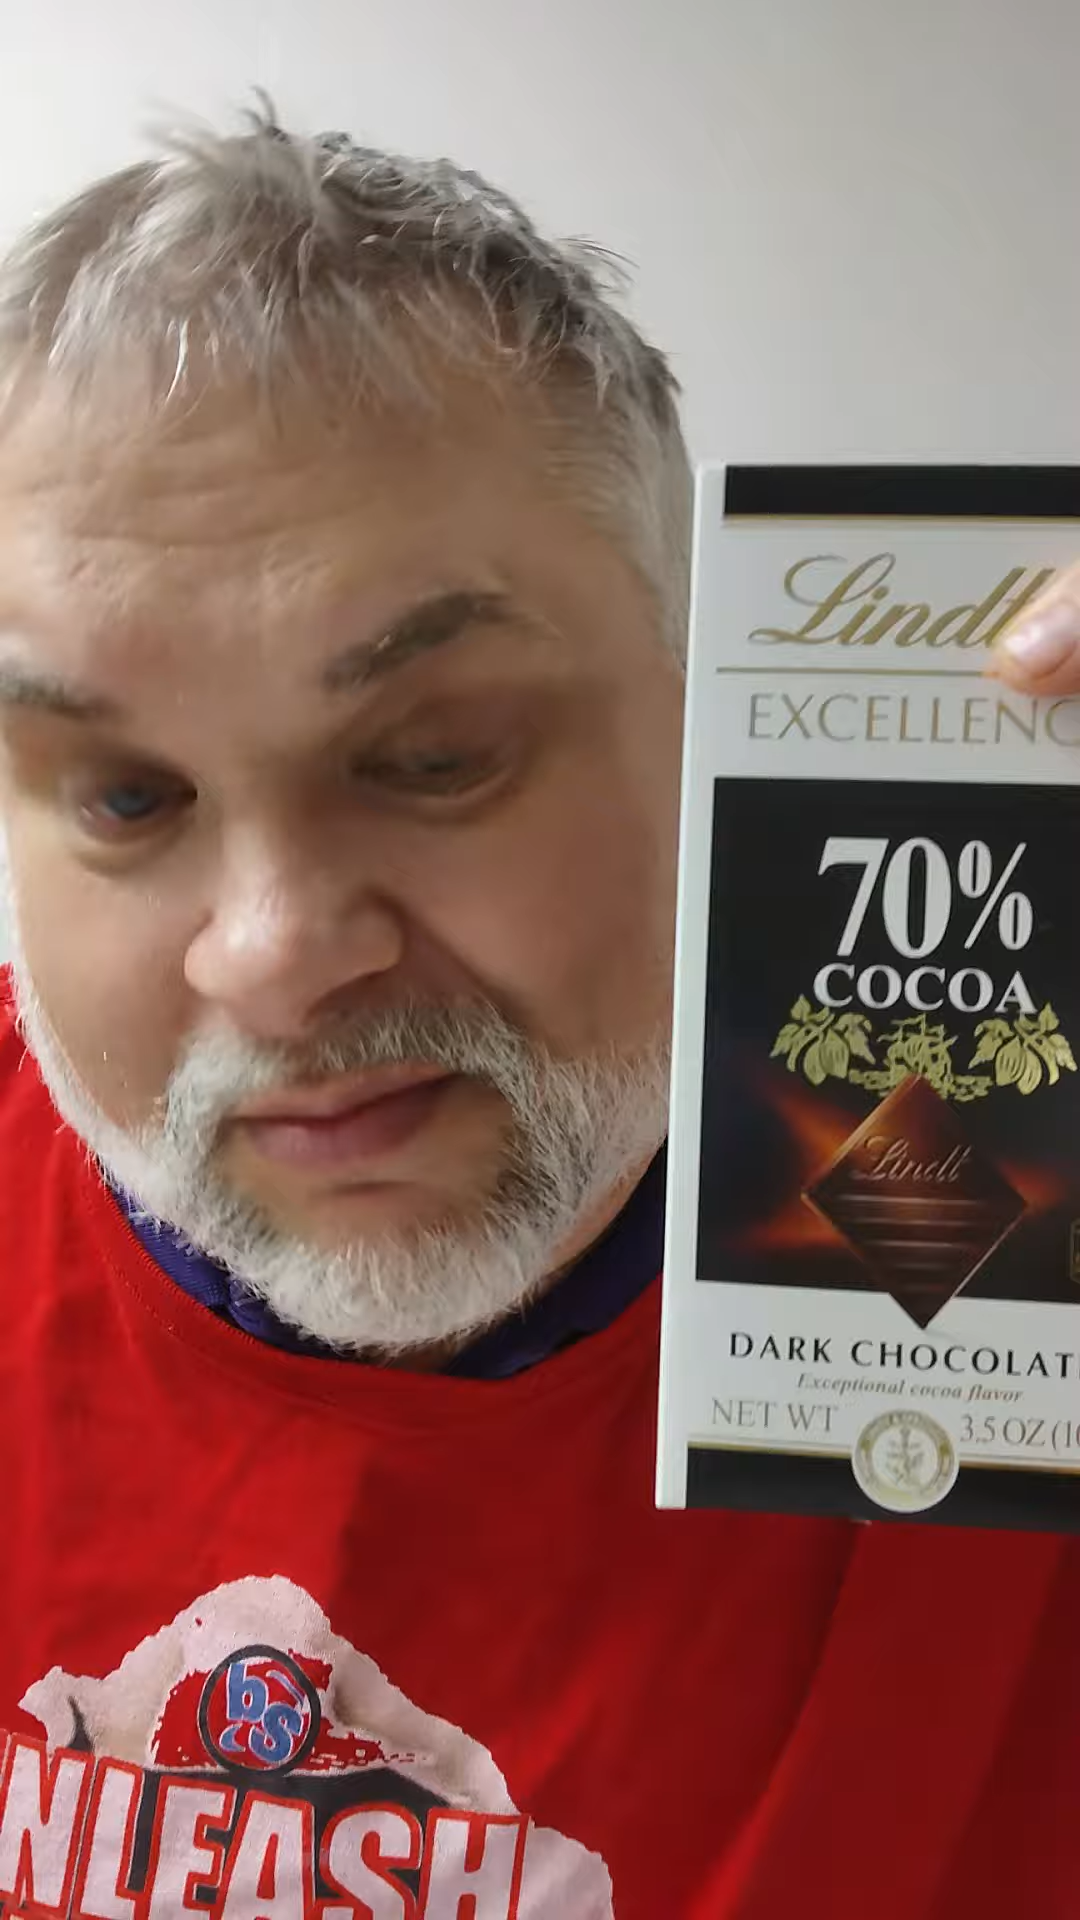 Lindt
EXCELLENC
70%
COCOA
Lindt
DARK CHOCOLAT
Exceptional cocoa flavor
NET WT 3.5 OZ (10
bs
NLEASH